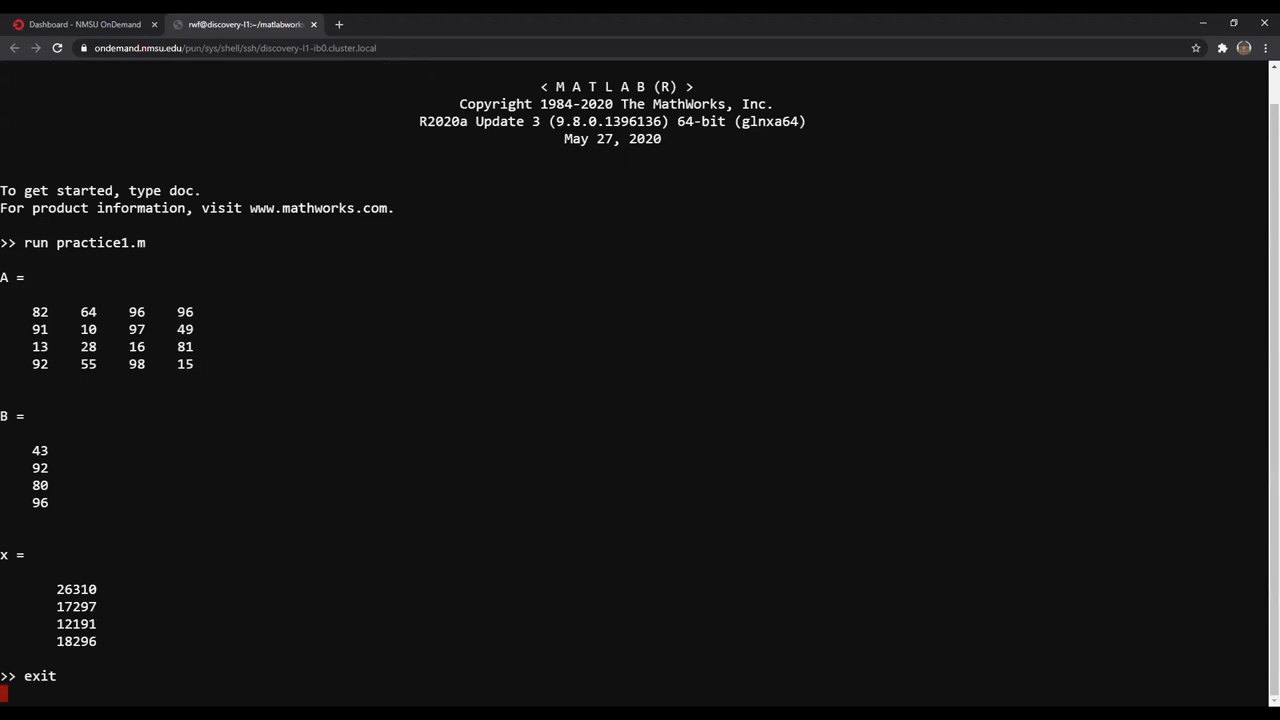 Dashboard - NMSU OnDemand
rwf@discovery-l1:~/matlabwork
ondemand.nmsu.edu/pun/sys/shell/ssh/discovery-l1-ib0.cluster.local
< M A T L A B (R) >
Copyright 1984-2020 The MathWorks, Inc.
R2020a Update 3 (9.8.0.1396136) 64-bit (glnxa64)
May 27, 2020
To get started, type doc.
For product information, visit www.mathworks.com.
>> run practice1.m
A =
82 64 96 96
91 10 97 49
13 28 16 81
92 55 98 15
B =
43
92
80
96
x =
26310
17297
12191
18296
>> exit